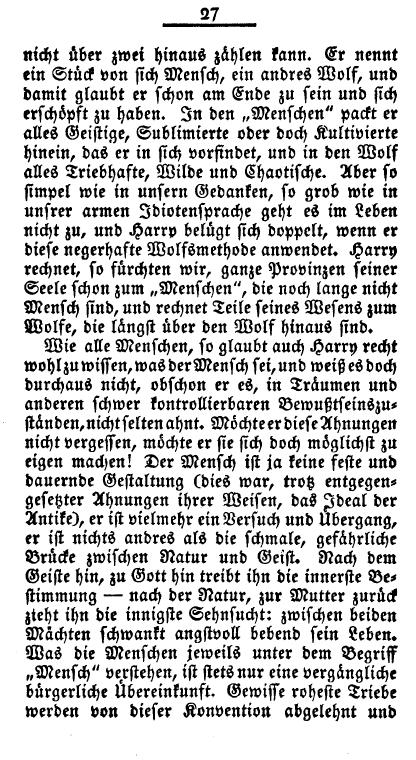 27
nicht über zwei hinaus zählen kann. Er nennt
ein Stück von sich Mensch, ein andres Wolf, und
damit glaubt er schon am Ende zu sein und sich
erschöpft zu haben. In den „Menschen“ packt er
alles Geistige, Sublimierte oder doch Kultivierte
hinein, das er in sich vorfindet, und in den Wolf
alles Triebhafte, Wilde und Chaotische. Aber so
simpel wie in unsern Gedanken, so grob wie in
unsrer armen Idiotensprache geht es im Leben
nicht zu, und Harry belügt sich doppelt, wenn er
diese negerhafte Wolfsmethode anwendet. Harry
rechnet, so fürchten wir, ganze Provinzen seiner
Seele schon zum „Menschen“, die noch lange nicht
Mensch sind, und rechnet Teile seines Wesens zum
Wolfe, die längst über den Wolf hinaus sind.
Wie alle Menschen, so glaubt auch Harry recht
wohl zu wissen, was der Mensch sei, und weiß es doch
durchaus nicht, obschon er es, in Träumen und
anderen schwer kontrollierbaren Bewußtseinszu-
ständen, nicht selten ahnt. Möchte er diese Ahnungen
nicht vergessen, möchte er sie sich doch möglichst zu
eigen machen! Der Mensch ist ja keine feste und
dauernde Gestaltung (dies war, trotz entgegen-
gesetzter Ahnungen ihrer Weisen, das Ideal der
Antike), er ist vielmehr ein Versuch und Übergang,
er ist nichts andres als die schmale, gefährliche
Brücke zwischen Natur und Geist. Nach dem
Geiste hin, zu Gott hin treibt ihn die innerste Be-
stimmung — nach der Natur, zur Mutter zurück
zieht ihn die innigste Sehnsucht: zwischen beiden
Mächten schwankt angstvoll bebend sein Leben.
Was die Menschen jeweils unter dem Begriff
„Mensch“ verstehen, ist stets nur eine vergängliche
bürgerliche Übereinkunft. Gewisse roheste Triebe
werden von dieser Konvention abgelehnt und